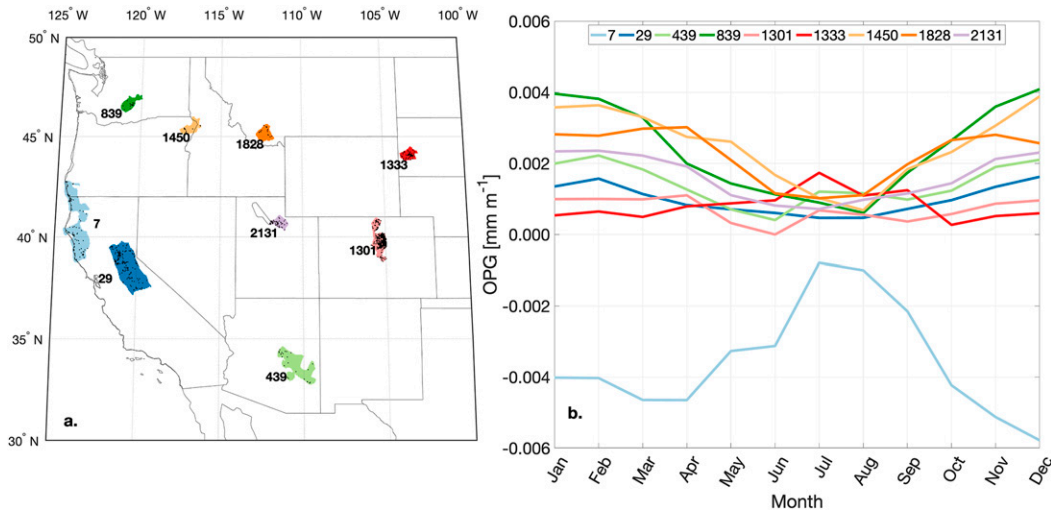 125° W 120° W 115° W 110° W 105° W 100° W
50° N
45° N
40° N
35° N
30° N
839
1450
1828
1333
7
2131
1301
29
439
a.
0.006
0.004
0.002
0.000
-0.002
-0.004
-0.006
OPG [mm m⁻¹]
7 29 439 839 1301 1333 1450 1828 2131
b.
Jan Feb Mar Apr May Jun Jul Aug Sep Oct Nov Dec
Month